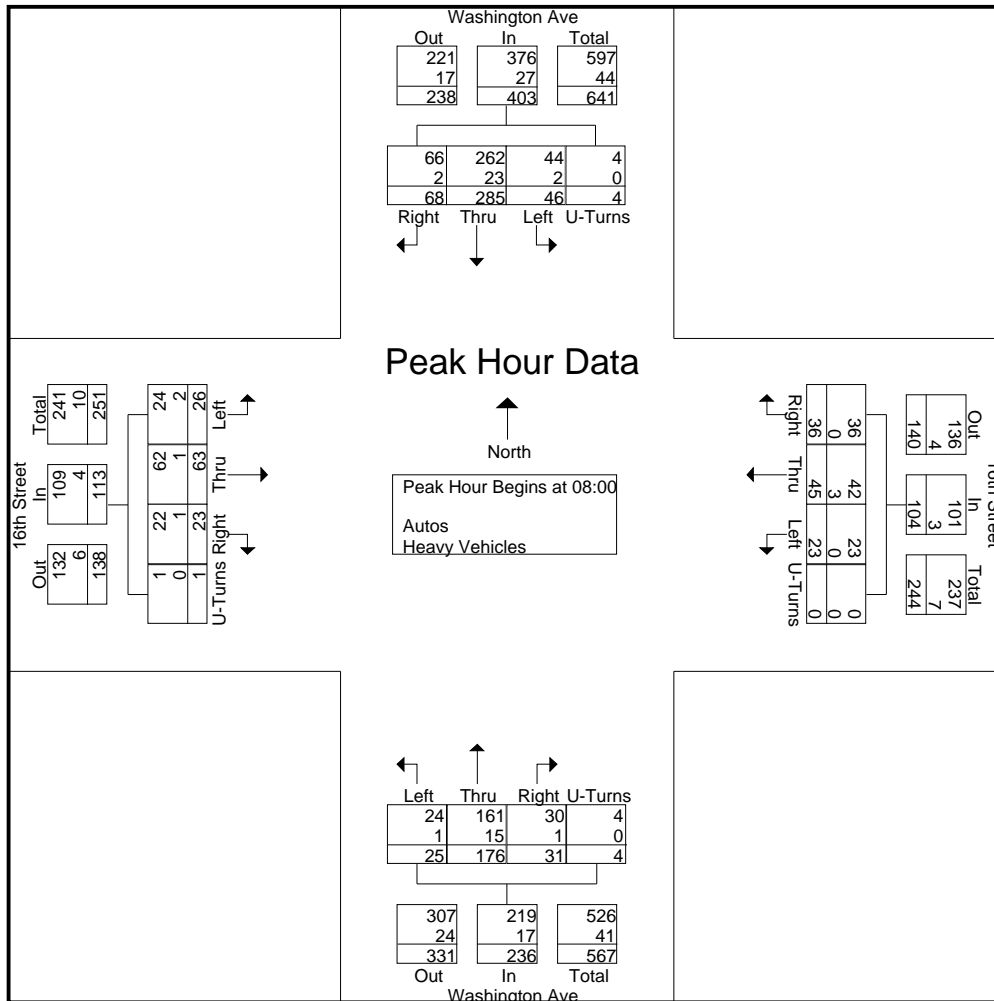 Washington Ave
Out In Total
221 376 597
17 27 44
238 403 641
66 262 44 4
2 23 2 0
68 285 46 4
Right Thru Left U-Turns
Peak Hour Data
North
Peak Hour Begins at 08:00
Autos
Heavy Vehicles
16th Street
Total In Out
241 109 132
10 4 6
251 113 138
24 62 22 1
2 1 1 0
26 63 23 1
Left Thru Right U-Turns
Right Thru Left U-Turns
36 45 23 0
0 3 0 0
36 42 23 0
140 104 244
4 3 7
136 101 237
Out In Total
Street
Left Thru Right U-Turns
24 161 30 4
1 15 1 0
25 176 31 4
307 219 526
24 17 41
331 236 567
Out In Total
Washington Ave